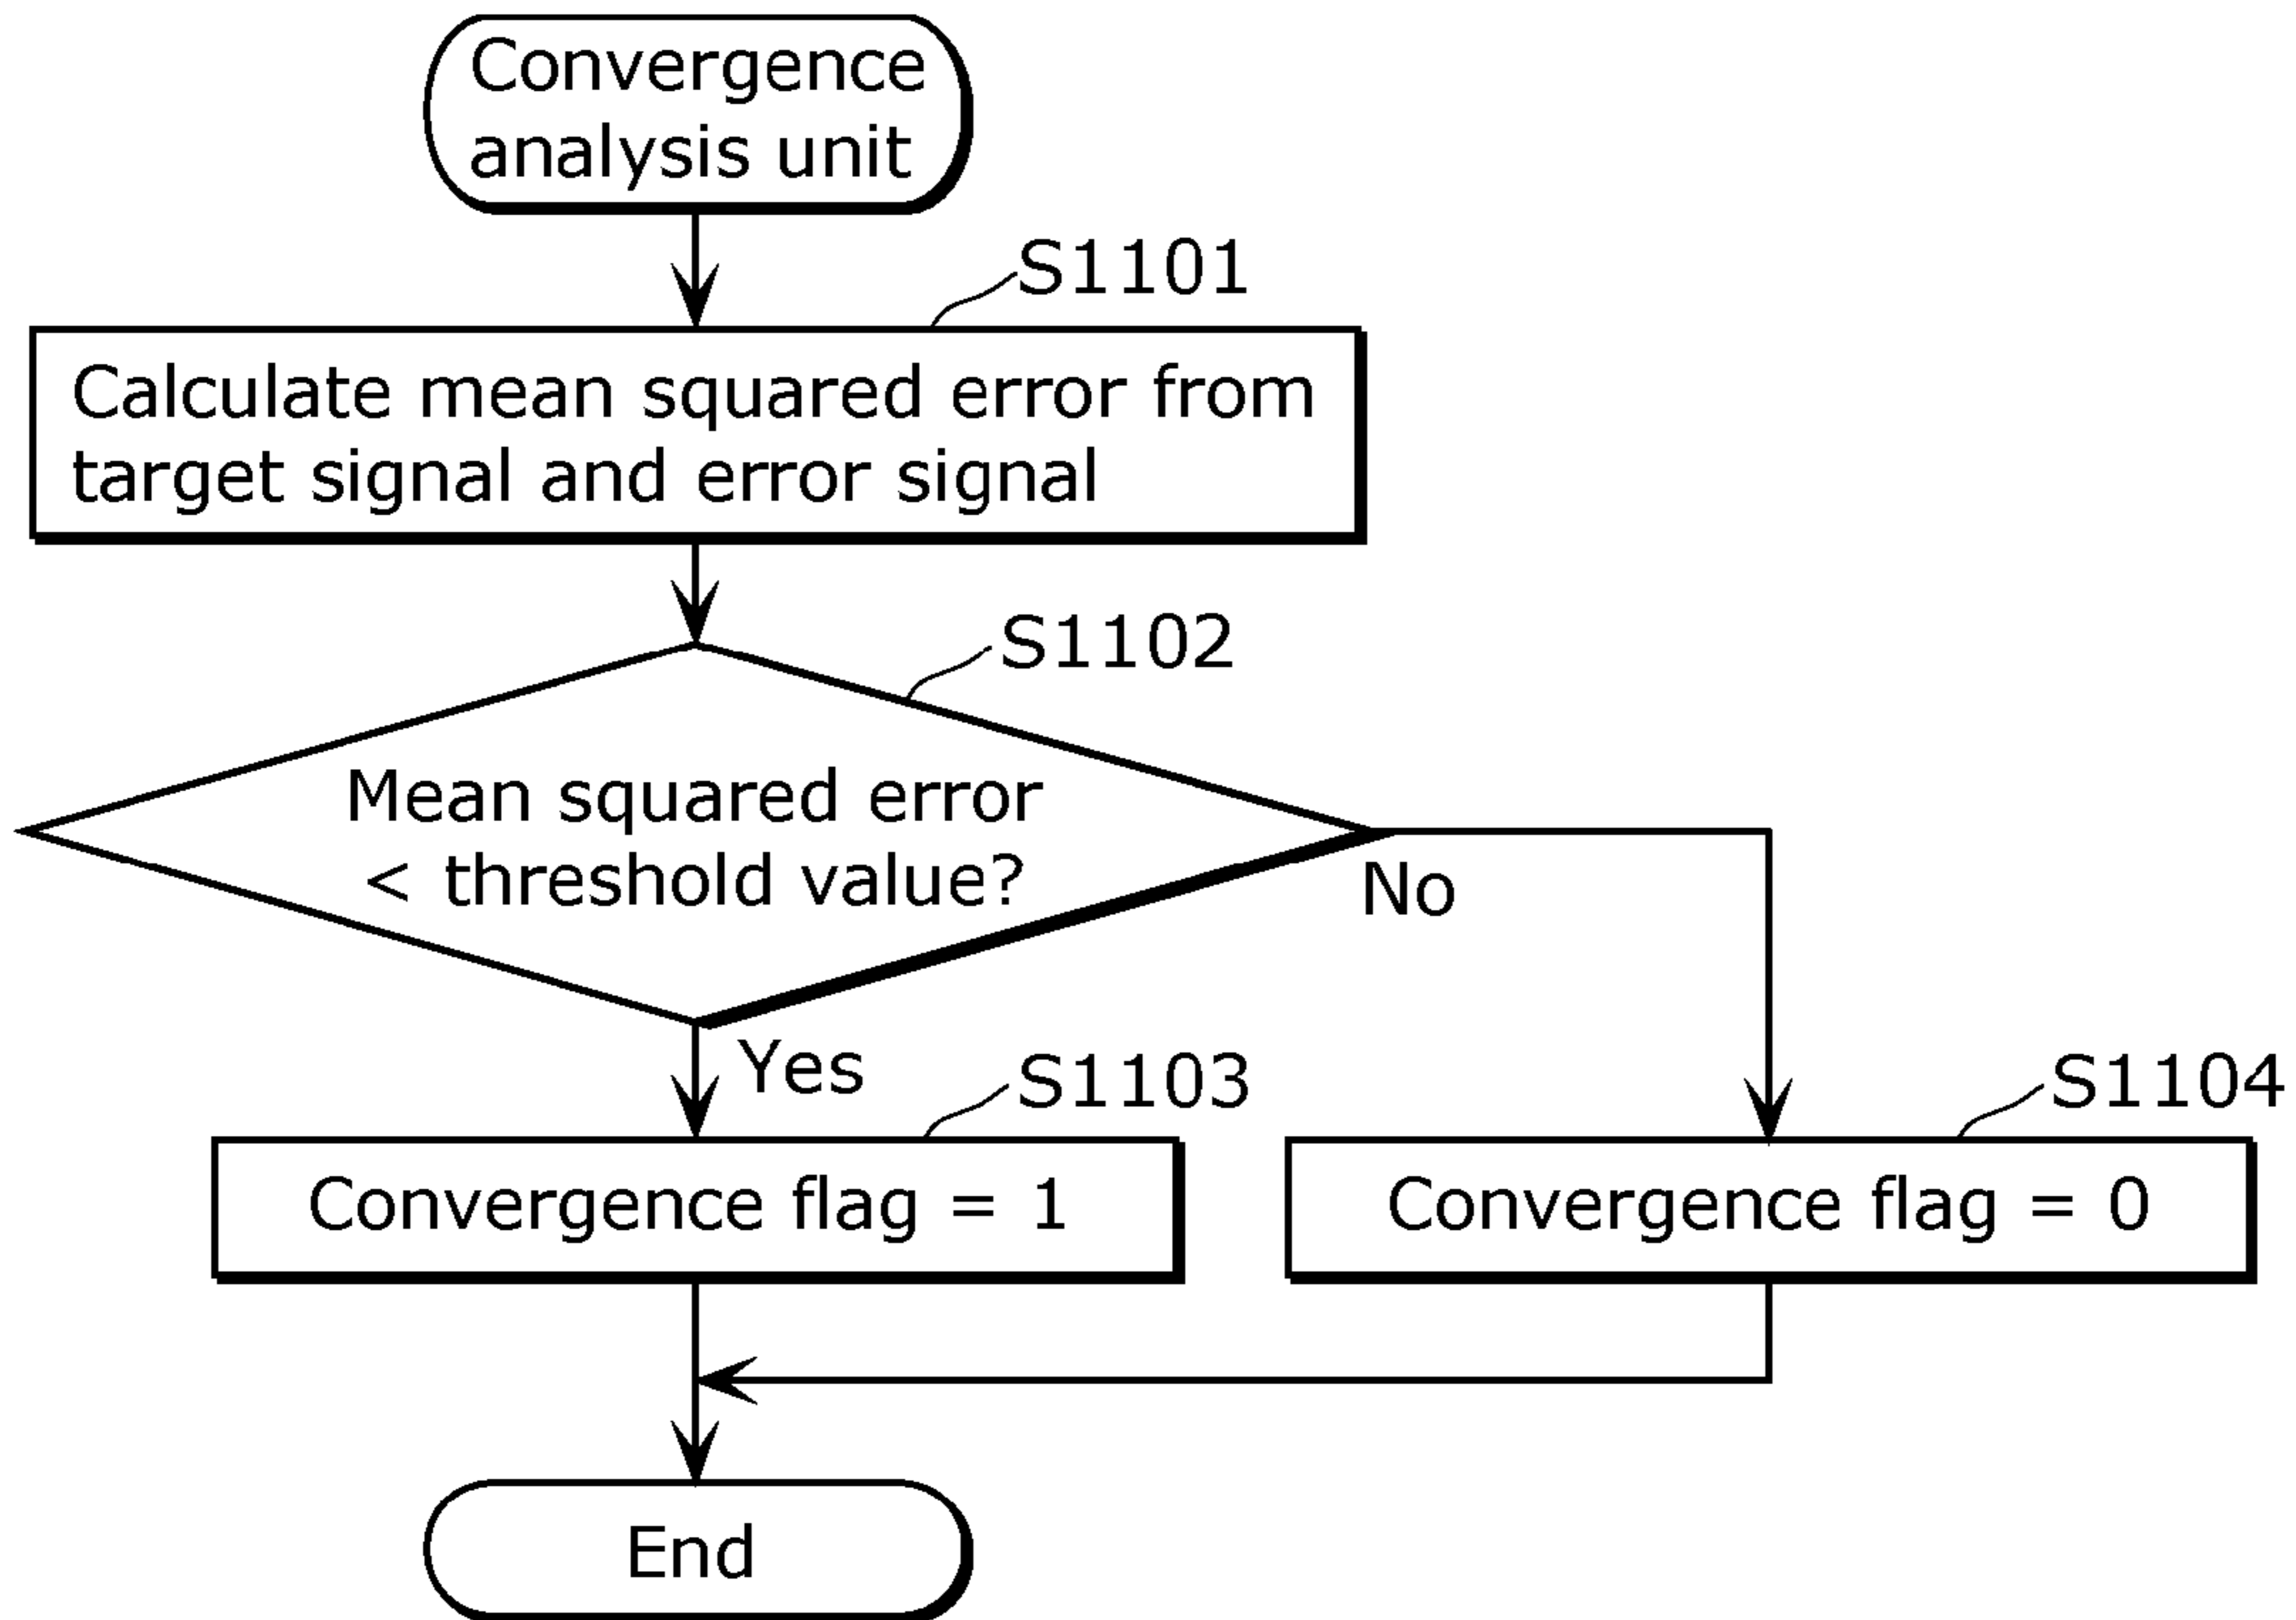 Convergence
analysis unit
S1101
Calculate mean squared error from
target signal and error signal
S1102
Mean squared error
< threshold value?
No
Yes
S1103
S1104
Convergence flag = 1
Convergence flag = 0
End